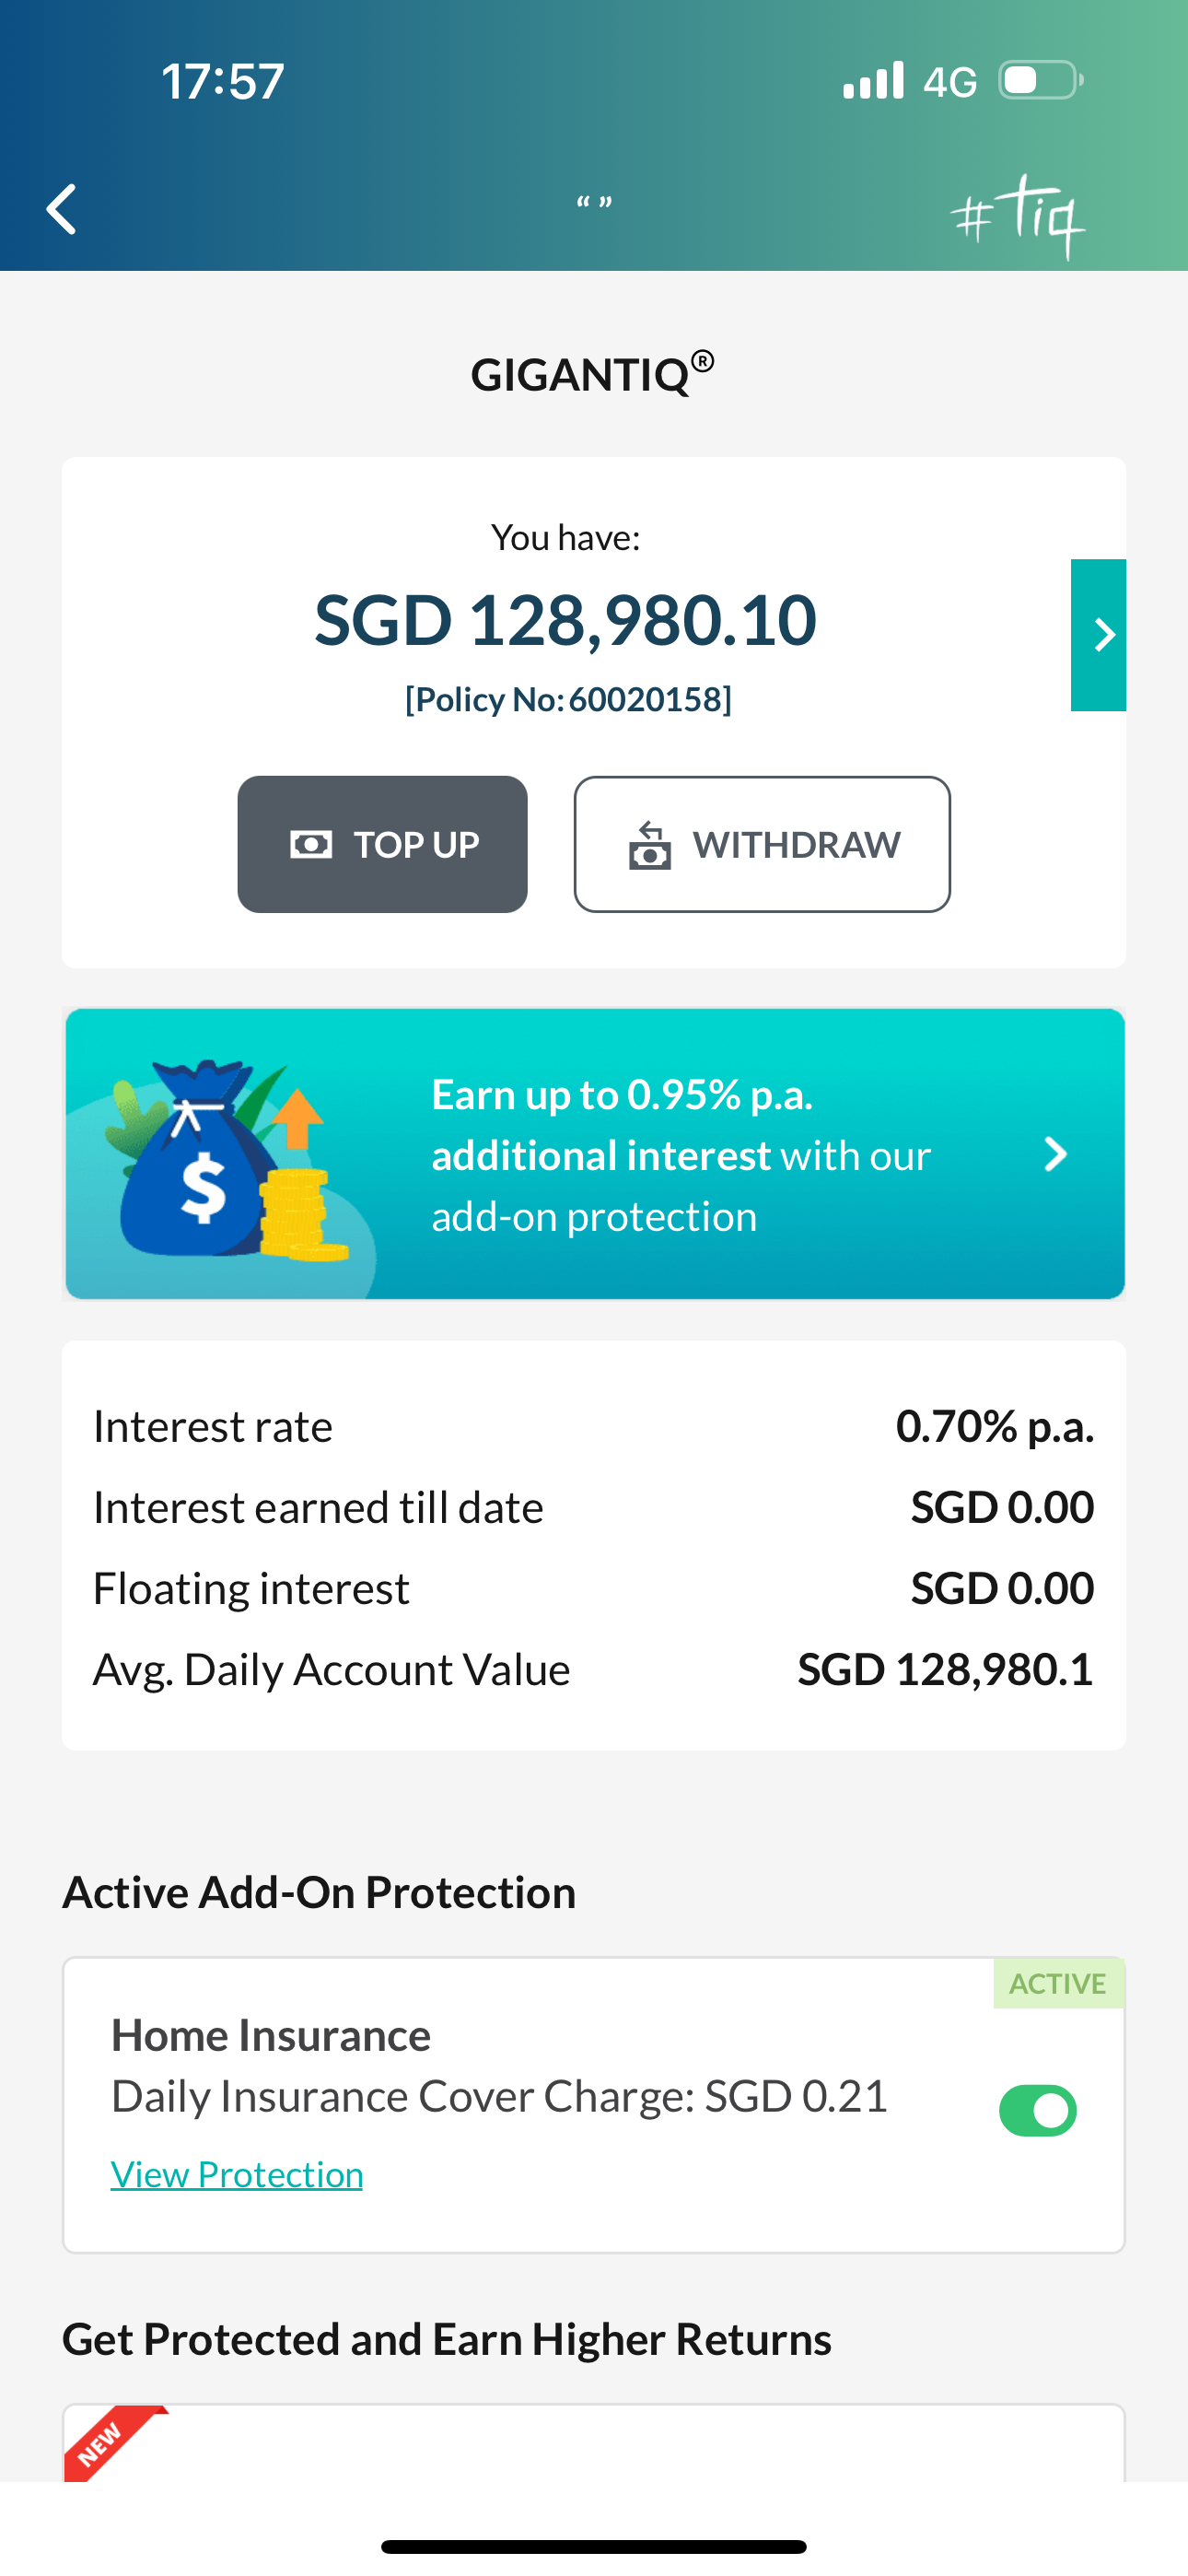 17:57
4G
“ ”
#tiq
GIGANTIQ®
You have:
SGD 128,980.10
[Policy No:60020158]
TOP UP
WITHDRAW
$
Earn up to 0.95% p.a.
additional interest with our
add-on protection
Interest rate 0.70% p.a.
Interest earned till date SGD 0.00
Floating interest SGD 0.00
Avg. Daily Account Value SGD 128,980.1
Active Add-On Protection
ACTIVE
Home Insurance
Daily Insurance Cover Charge: SGD 0.21
View Protection
Get Protected and Earn Higher Returns
NEW